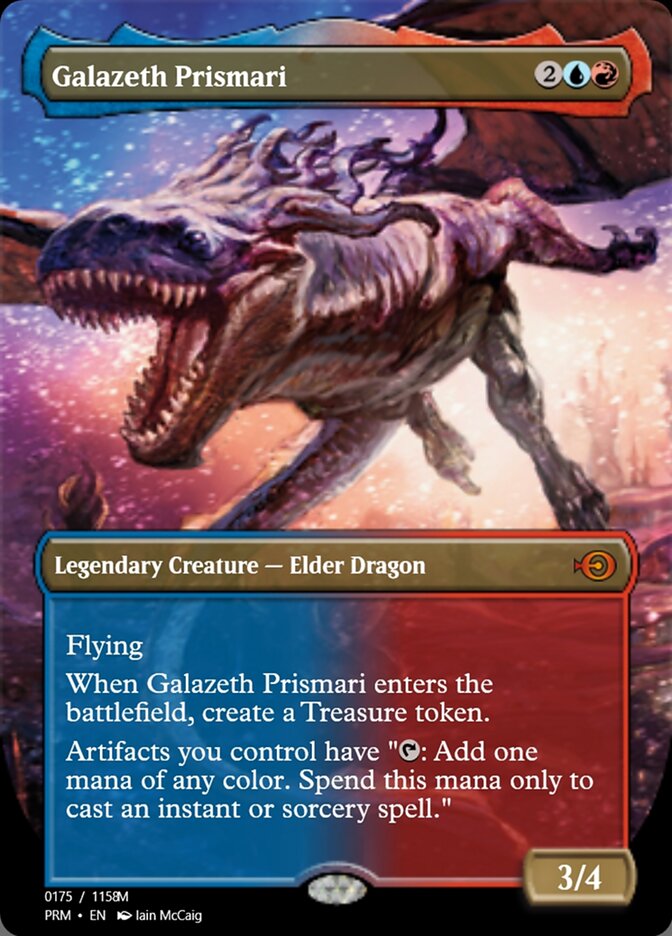 Galazeth Prismari 2
Legendary Creature — Elder Dragon
Flying
When Galazeth Prismari enters the
battlefield, create a Treasure token.
Artifacts you control have ": Add one
mana of any color. Spend this mana only to
cast an instant or sorcery spell."
3/4
0175 / 1158M
PRM • EN Iain McCaig